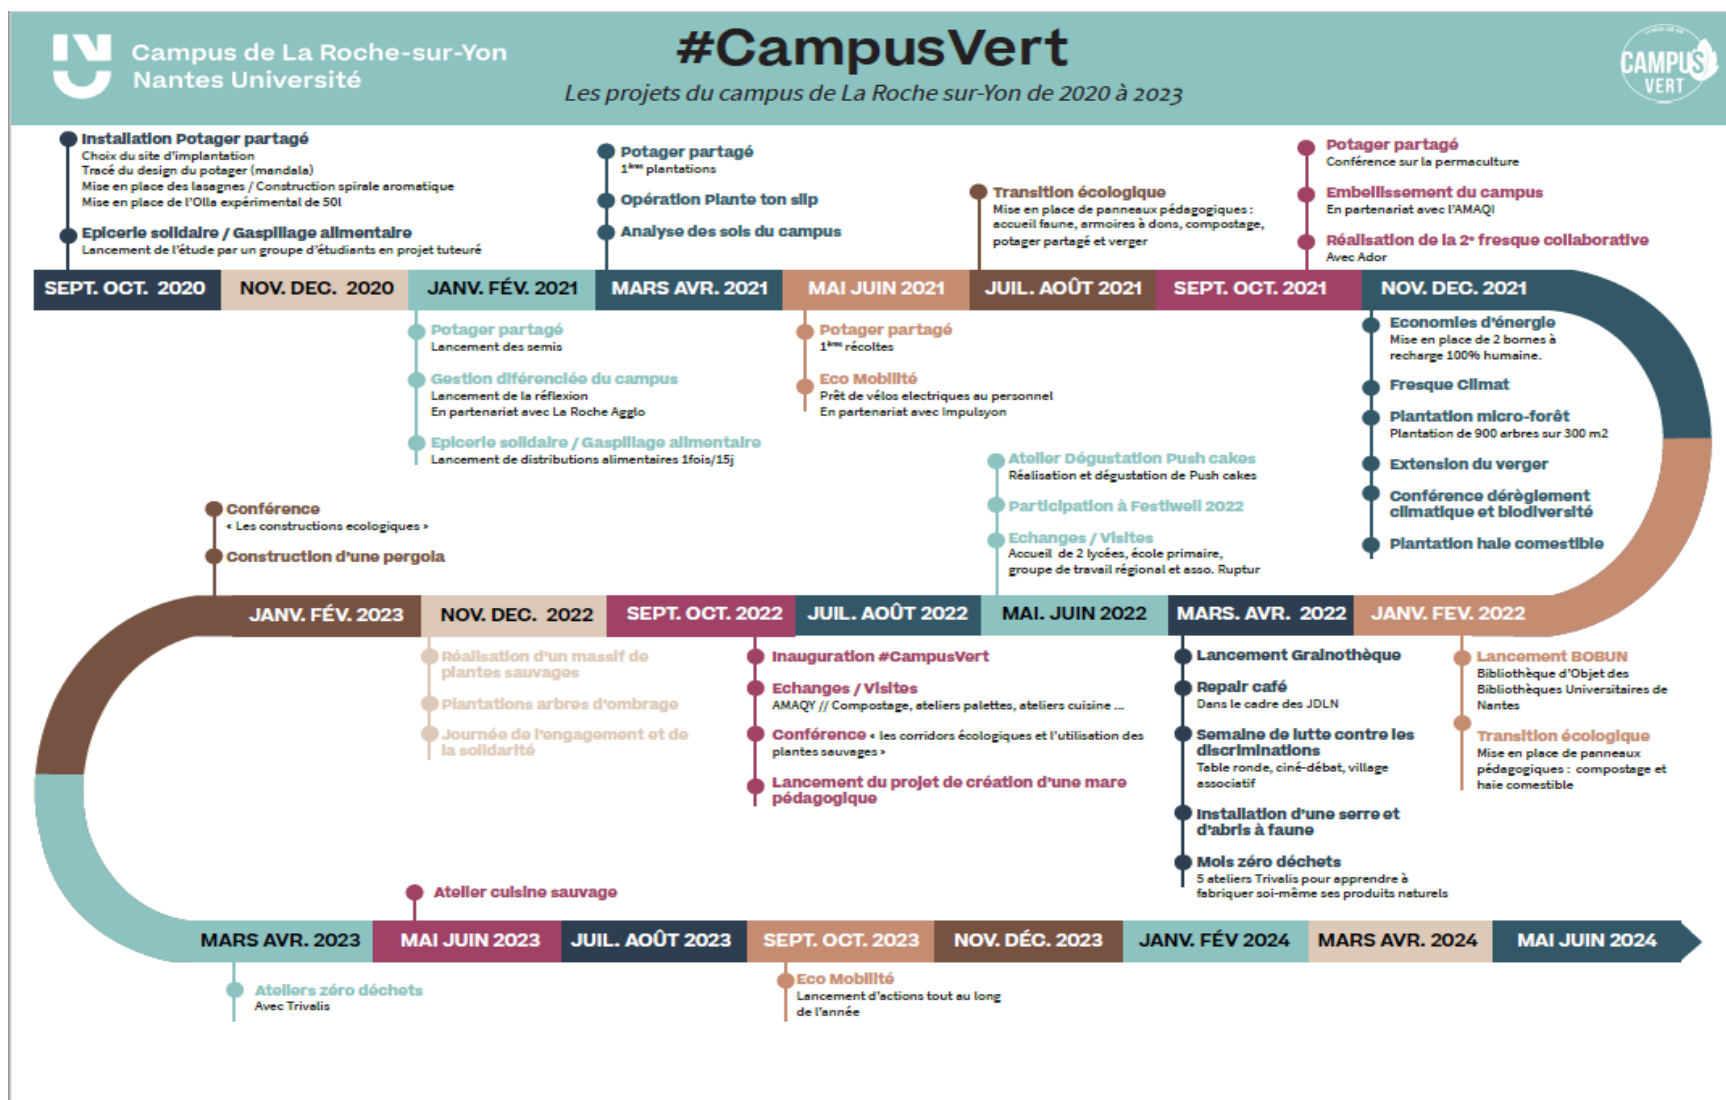 Campus de La Roche-sur-Yon
Nantes Université
#CampusVert
Les projets du campus de La Roche sur-Yon de 2020 à 2023
CAMPUS
VERT
Installation Potager partagé
Choix du site d'implantation
Tracé du design du potager (mandala)
Mise en place des lasagnes / Construction spirale aromatique
Mise en place de l'Olla expérimental de 50l
Epicerie solidaire / Gaspillage alimentaire
Lancement de l'étude par un groupe d'étudiants en projet tuteuré
Potager partagé
1ères plantations
Opération Plante ton slip
Analyse des sols du campus
Transition écologique
Mise en place de panneaux pédagogiques :
accueil faune, armoires à dons, compostage,
potager partagé et verger
Potager partagé
Conférence sur la permaculture
Embellissement du campus
En partenariat avec l'AMAQI
Réalisation de la 2e fresque collaborative
Avec Ador
SEPT. OCT. 2020
NOV. DEC. 2020
JANV. FÉV. 2021
MARS AVR. 2021
MAI JUIN 2021
JUIL. AOÛT 2021
SEPT. OCT. 2021
NOV. DEC. 2021
Potager partagé
Lancement des semis
Gestion diférenciée du campus
Lancement de la réflexion
En partenariat avec La Roche Agglo
Epicerie solidaire / Gaspillage alimentaire
Lancement de distributions alimentaires 1fois/15j
Potager partagé
1ères récoltes
Eco Mobilité
Prêt de vélos electriques au personnel
En partenariat avec Impulsyon
Economies d'énergie
Mise en place de 2 bornes à
recharge 100% humaine.
Fresque Climat
Plantation micro-forêt
Plantation de 900 arbres sur 300 m2
Extension du verger
Conférence dérèglement
climatique et biodiversité
Plantation haie comestible
Atelier Dégustation Push cakes
Réalisation et dégustation de Push cakes
Participation à Festiwell 2022
Echanges / Visites
Accueil de 2 lycées, école primaire,
groupe de travail régional et asso. Ruptur
Conférence
« Les constructions ecologiques »
Construction d'une pergola
JANV. FÉV. 2023
NOV. DEC. 2022
SEPT. OCT. 2022
JUIL. AOÛT 2022
MAI. JUIN 2022
MARS. AVR. 2022
JANV. FEV. 2022
Réalisation d'un massif de
plantes sauvages
Plantations arbres d'ombrage
Journée de l'engagement et de
la solidarité
Inauguration #CampusVert
Echanges / Visites
AMAQY // Compostage, ateliers palettes, ateliers cuisine ...
Conférence « les corridors écologiques et l'utilisation des
plantes sauvages »
Lancement du projet de création d'une mare
pédagogique
Lancement Grainothèque
Repair café
Dans le cadre des JDLN
Semaine de lutte contre les
discriminations
Table ronde, ciné-débat, village
associatif
Installation d'une serre et
d'abris à faune
Mois zéro déchets
5 ateliers Trivalis pour apprendre à
fabriquer soi-même ses produits naturels
Lancement BOBUN
Bibliothèque d'Objet des
Bibliothèques Universitaires de
Nantes
Transition écologique
Mise en place de panneaux
pédagogiques : compostage et
haie comestible
Atelier cuisine sauvage
MARS AVR. 2023
MAI JUIN 2023
JUIL. AOÛT 2023
SEPT. OCT. 2023
NOV. DÉC. 2023
JANV. FÉV 2024
MARS AVR. 2024
MAI JUIN 2024
Ateliers zéro déchets
Avec Trivalis
Eco Mobilité
Lancement d'actions tout au long
de l'année